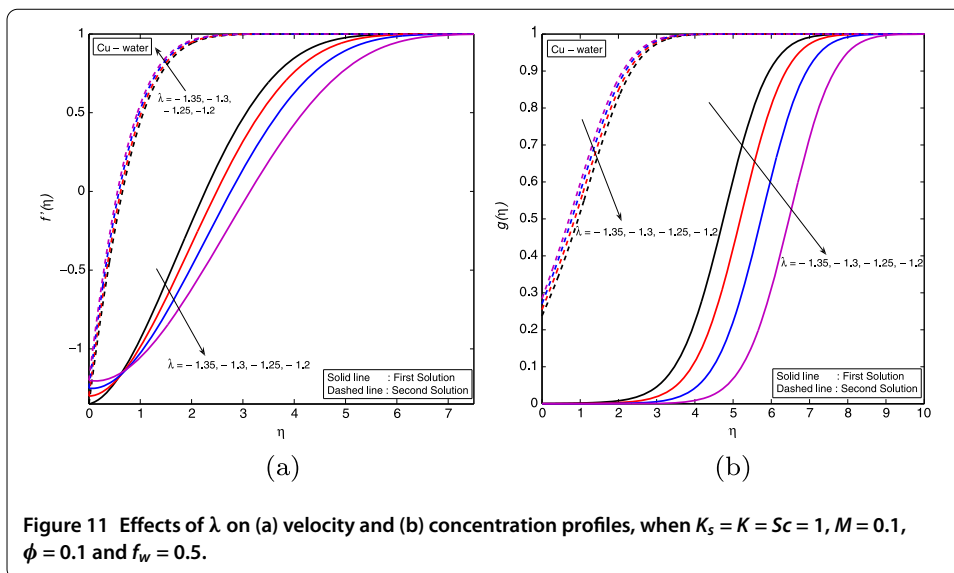 Cu – water
λ = – 1.35, – 1.3,
– 1.25, –1.2
λ = – 1.35, – 1.3, – 1.25, – 1.2
Solid line : First Solution
Dashed line : Second Solution
f'(η)
1
0.5
0
−0.5
−1
0 1 2 3 4 5 6 7
η
(a)
Cu – water
λ = – 1.35, – 1.3, – 1.25, – 1.2
λ = – 1.35, – 1.3, – 1.25, – 1.2
Solid line : First Solution
Dashed line : Second Solution
g(η)
1
0.9
0.8
0.7
0.6
0.5
0.4
0.3
0.2
0.1
0
0 1 2 3 4 5 6 7 8 9 10
η
(b)
Figure 11 Effects of λ on (a) velocity and (b) concentration profiles, when K_s = K = Sc = 1, M = 0.1,
ϕ = 0.1 and f_w = 0.5.